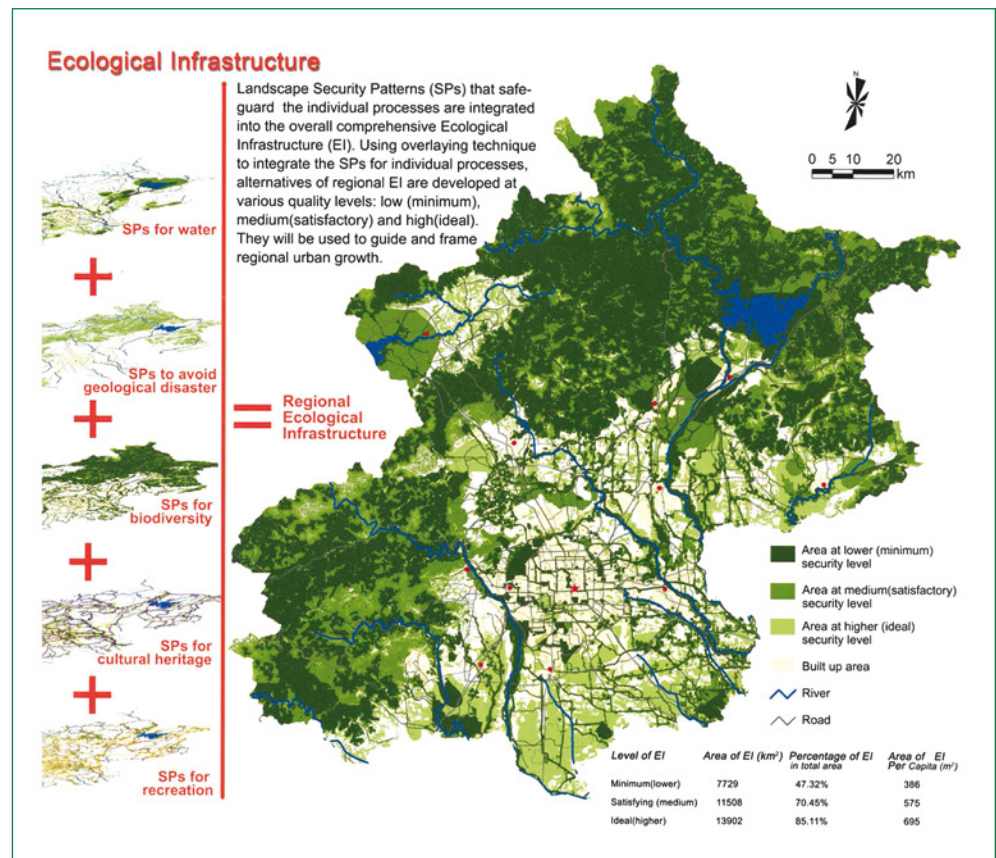 Ecological Infrastructure
Landscape Security Patterns (SPs) that safe-
guard the individual processes are integrated
into the overall comprehensive Ecological
Infrastructure (EI). Using overlaying technique
to integrate the SPs for individual processes,
alternatives of regional EI are developed at
various quality levels: low (minimum),
medium(satisfactory) and high(ideal).
They will be used to guide and frame
regional urban growth.
SPs for water
+
SPs to avoid
geological disaster
+
SPs for
biodiversity
+
SPs for
cultural heritage
+
SPs for
recreation
= Regional
Ecological
Infrastructure
N
0 5 10 20
km
Area at lower (minimum)
security level
Area at medium(satisfactory)
security level
Area at higher (ideal)
security level
Built up area
River
Road
Level of EI Area of EI (km²) Percentage of EI in total area Area of EI Per Capita (m²)
Minimum(lower) 7729 47.32% 386
Satisfying (medium) 11508 70.45% 575
Ideal(higher) 13902 85.11% 695